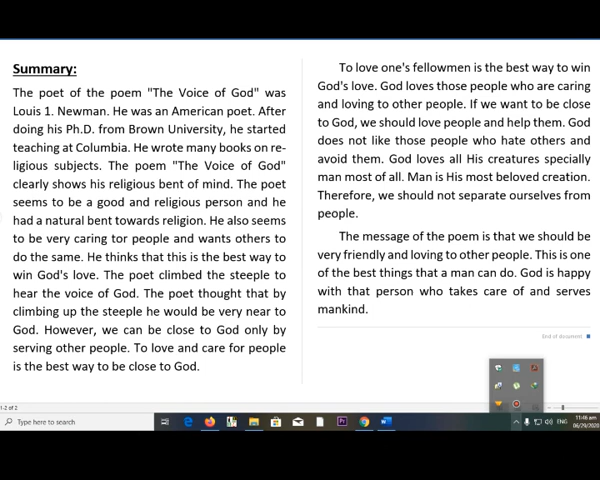 Summary:
The poet of the poem "The Voice of God" was
Louis 1. Newman. He was an American poet. After
doing his Ph.D. from Brown University, he started
teaching at Columbia. He wrote many books on re-
ligious subjects. The poem "The Voice of God"
clearly shows his religious bent of mind. The poet
seems to be a good and religious person and he
had a natural bent towards religion. He also seems
to be very caring tor people and wants others to
do the same. He thinks that this is the best way to
win God's love. The poet climbed the steeple to
hear the voice of God. The poet thought that by
climbing up the steeple he would be very near to
God. However, we can be close to God only by
serving other people. To love and care for people
is the best way to be close to God.
To love one's fellowmen is the best way to win
God's love. God loves those people who are caring
and loving to other people. If we want to be close
to God, we should love people and help them. God
does not like those people who hate others and
avoid them. God loves all His creatures specially
man most of all. Man is His most beloved creation.
Therefore, we should not separate ourselves from
people.
The message of the poem is that we should be
very friendly and loving to other people. This is one
of the best things that a man can do. God is happy
with that person who takes care of and serves
mankind.
End of document
1-2 of 2
Type here to search
ENG
11:46 am
06/29/2020